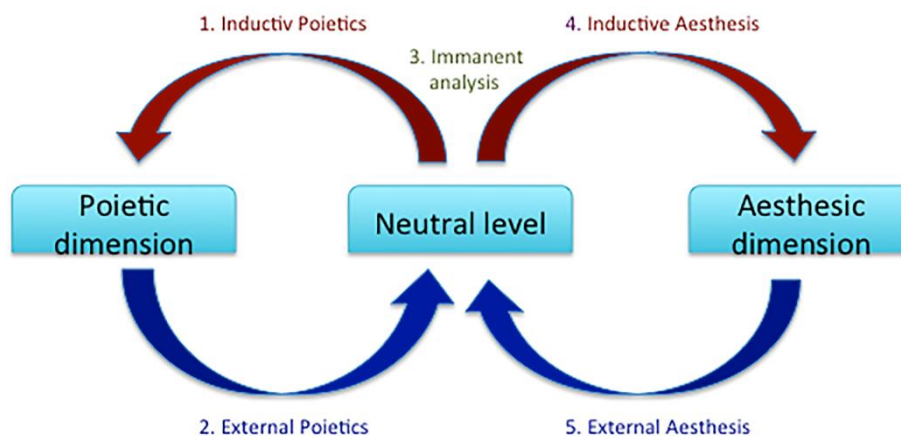 1. Inductiv Poietics
4. Inductive Aesthesis
3. Immanent
analysis
Poietic
dimension
Neutral level
Aesthesic
dimension
2. External Poietics
5. External Aesthesis